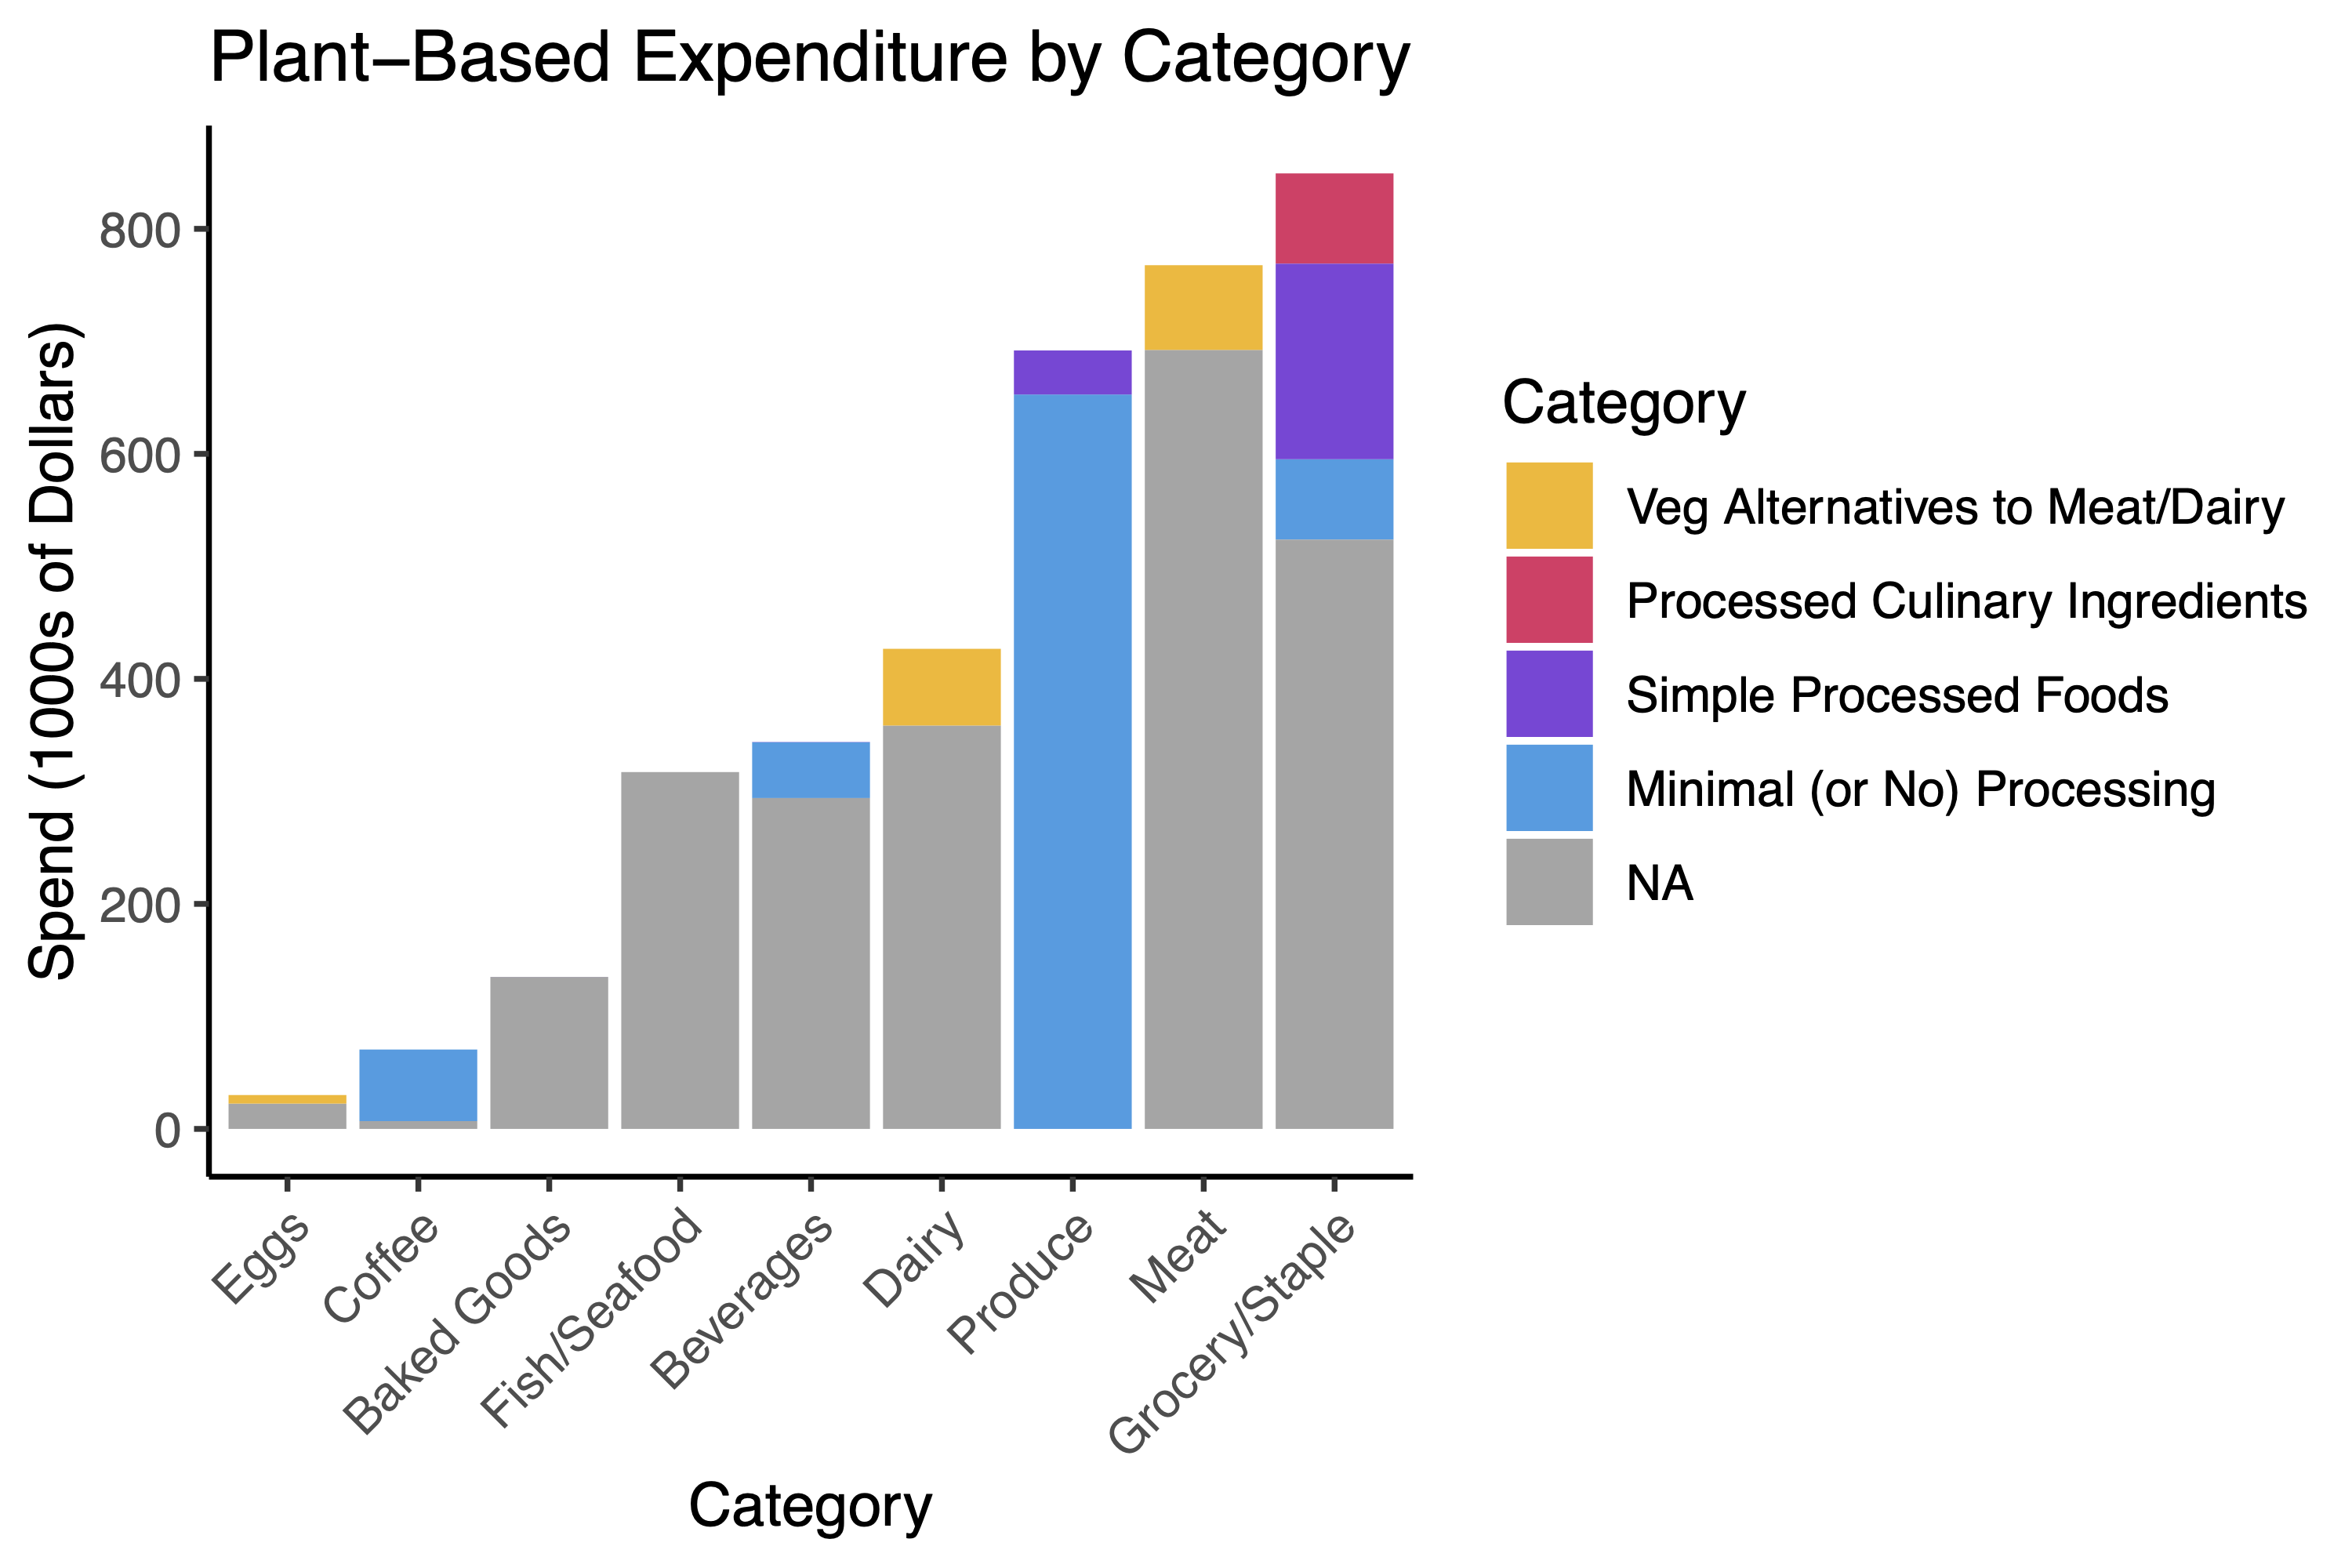 Plant−Based Expenditure by Category
Spend (1000s of Dollars)
800
600
400
200
0
Eggs
Coffee
Baked Goods
Fish/Seafood
Beverages
Dairy
Produce
Meat
Grocery/Staple
Category
Category
Veg Alternatives to Meat/Dairy
Processed Culinary Ingredients
Simple Processed Foods
Minimal (or No) Processing
NA